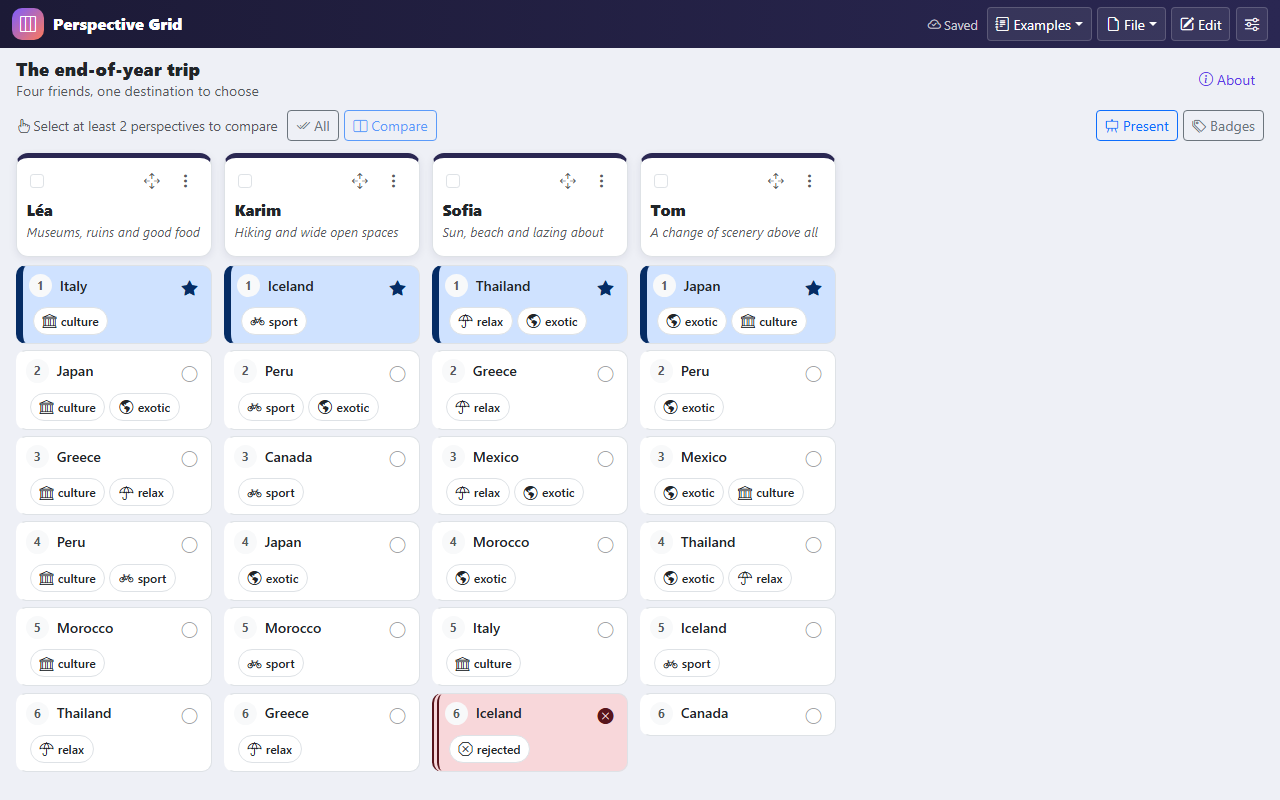 Perspective Grid
Saved
Examples
File
Edit
The end-of-year trip
Four friends, one destination to choose
About
Select at least 2 perspectives to compare
All
Compare
Present
Badges
Léa
Museums, ruins and good food
1 Italy
culture
2 Japan
culture exotic
3 Greece
culture relax
4 Peru
culture sport
5 Morocco
culture
6 Thailand
relax
Karim
Hiking and wide open spaces
1 Iceland
sport
2 Peru
sport exotic
3 Canada
sport
4 Japan
exotic
5 Morocco
sport
6 Greece
relax
Sofia
Sun, beach and lazing about
1 Thailand
relax exotic
2 Greece
relax
3 Mexico
relax exotic
4 Morocco
exotic
5 Italy
culture
6 Iceland
rejected
Tom
A change of scenery above all
1 Japan
exotic culture
2 Peru
exotic
3 Mexico
exotic culture
4 Thailand
exotic relax
5 Iceland
sport
6 Canada